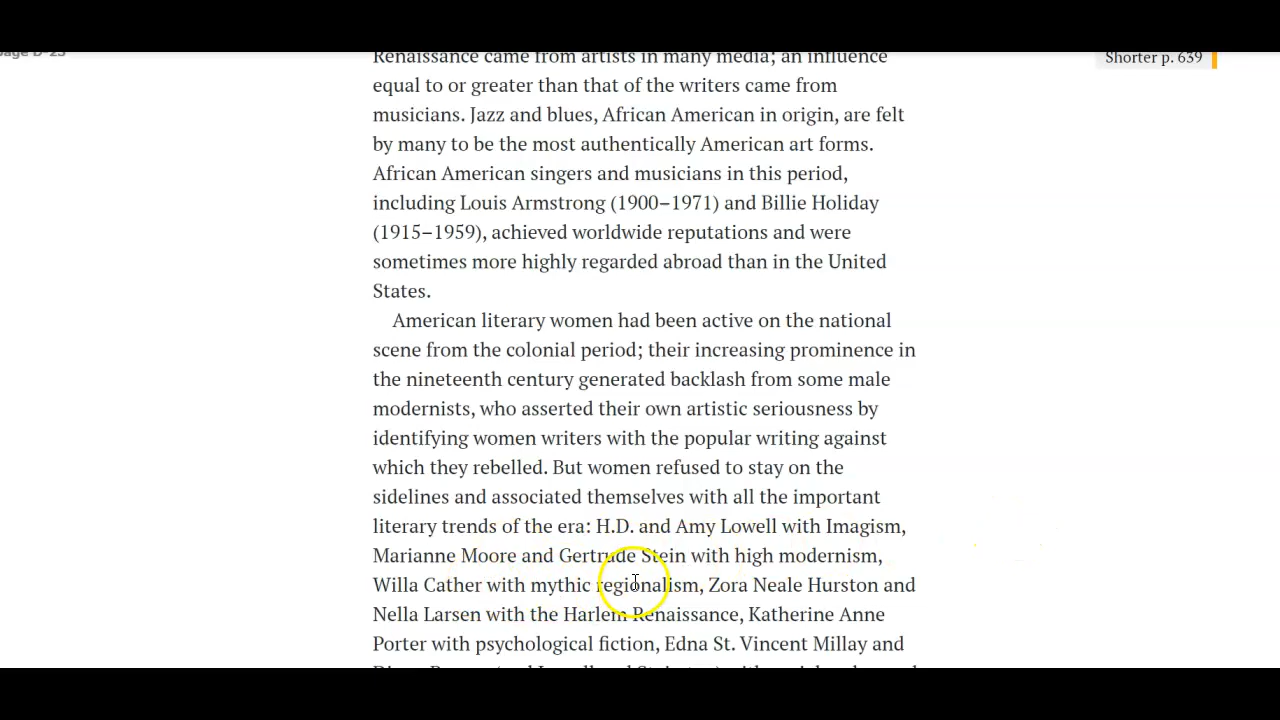 page D-23
Shorter p. 639
Renaissance came from artists in many media; an influence
equal to or greater than that of the writers came from
musicians. Jazz and blues, African American in origin, are felt
by many to be the most authentically American art forms.
African American singers and musicians in this period,
including Louis Armstrong (1900–1971) and Billie Holiday
(1915–1959), achieved worldwide reputations and were
sometimes more highly regarded abroad than in the United
States.
American literary women had been active on the national
scene from the colonial period; their increasing prominence in
the nineteenth century generated backlash from some male
modernists, who asserted their own artistic seriousness by
identifying women writers with the popular writing against
which they rebelled. But women refused to stay on the
sidelines and associated themselves with all the important
literary trends of the era: H.D. and Amy Lowell with Imagism,
Marianne Moore and Gertrude Stein with high modernism,
Willa Cather with mythic regionalism, Zora Neale Hurston and
Nella Larsen with the Harlem Renaissance, Katherine Anne
Porter with psychological fiction, Edna St. Vincent Millay and